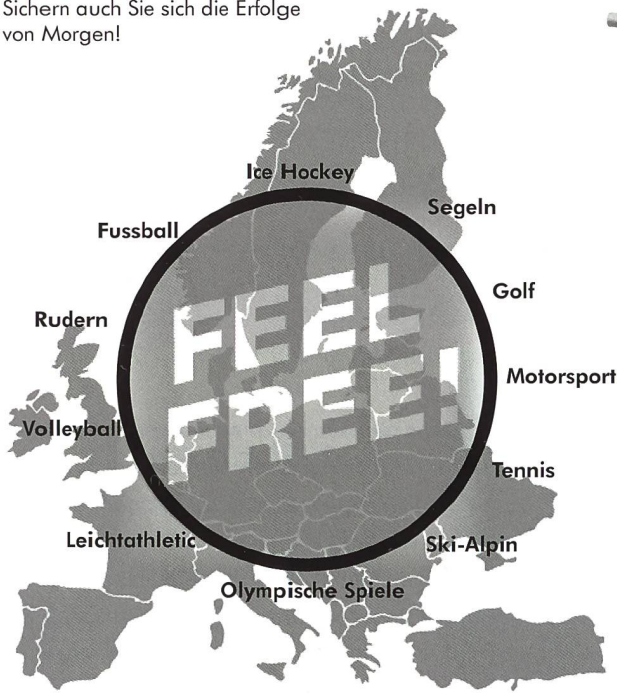 Sichern auch Sie sich die Erfolge
von Morgen!
Ice Hockey
Segeln
Fussball
Golf
Rudern
FEEL
FREE!
Motorsport
Volleyball
Tennis
Leichtathletic
Ski-Alpin
Olympische Spiele